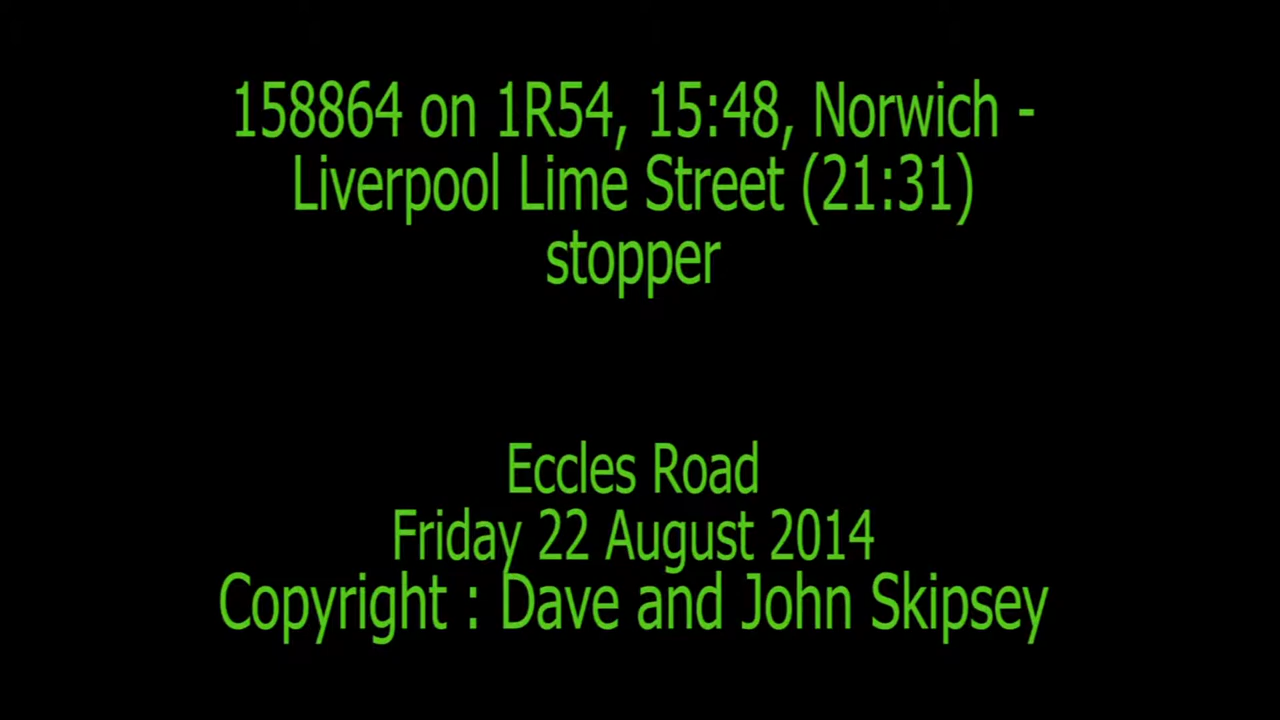 158864 on 1R54, 15:48, Norwich -
Liverpool Lime Street (21:31)
stopper
Eccles Road
Friday 22 August 2014
Copyright : Dave and John Skipsey